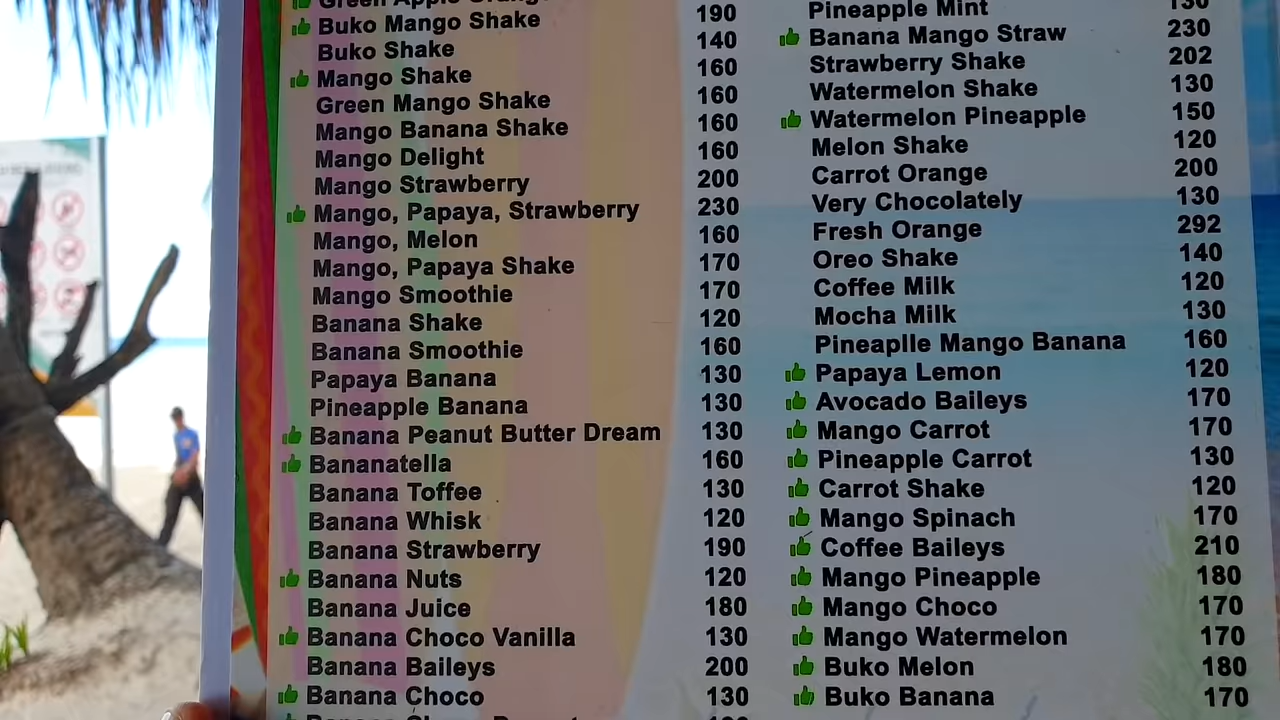 Green Apple Orange
Buko Mango Shake 190
Buko Shake 140
Mango Shake 160
Green Mango Shake 160
Mango Banana Shake 160
Mango Delight 160
Mango Strawberry 200
Mango, Papaya, Strawberry 230
Mango, Melon 160
Mango, Papaya Shake 170
Mango Smoothie 170
Banana Shake 120
Banana Smoothie 160
Papaya Banana 130
Pineapple Banana 130
Banana Peanut Butter Dream 130
Bananatella 160
Banana Toffee 130
Banana Whisk 120
Banana Strawberry 190
Banana Nuts 120
Banana Juice 180
Banana Choco Vanilla 130
Banana Baileys 200
Banana Choco 130
Banana
Pineapple Mint 130
Banana Mango Straw 230
Strawberry Shake 202
Watermelon Shake 130
Watermelon Pineapple 150
Melon Shake 120
Carrot Orange 200
Very Chocolately 130
Fresh Orange 292
Oreo Shake 140
Coffee Milk 120
Mocha Milk 130
Pineaplle Mango Banana 160
Papaya Lemon 120
Avocado Baileys 170
Mango Carrot 170
Pineapple Carrot 130
Carrot Shake 120
Mango Spinach 170
Coffee Baileys 210
Mango Pineapple 180
Mango Choco 170
Mango Watermelon 170
Buko Melon 180
Buko Banana 170